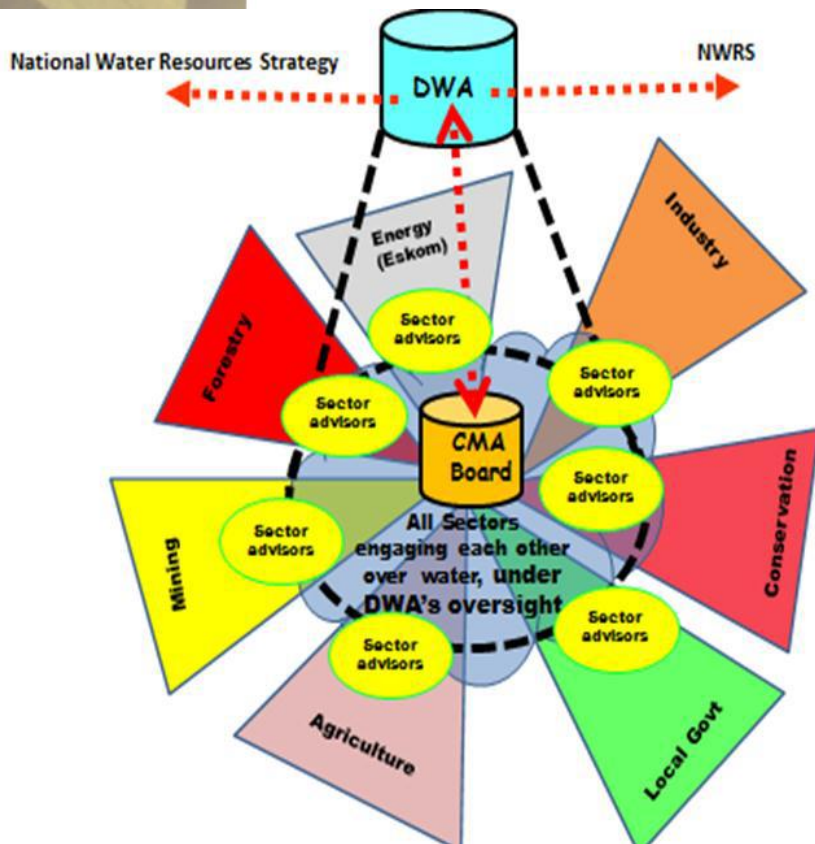 National Water Resources Strategy
NWRS
DWA
Energy
(Eskom)
Industry
Forestry
Sector
advisors
Sector
advisors
Sector
advisors
CMA
Board
Sector
advisors
Conservation
Mining
Sector
advisors
All Sectors
engaging each other
over water, under
DWA's oversight
Sector
advisors
Sector
advisors
Agriculture
Local Govt